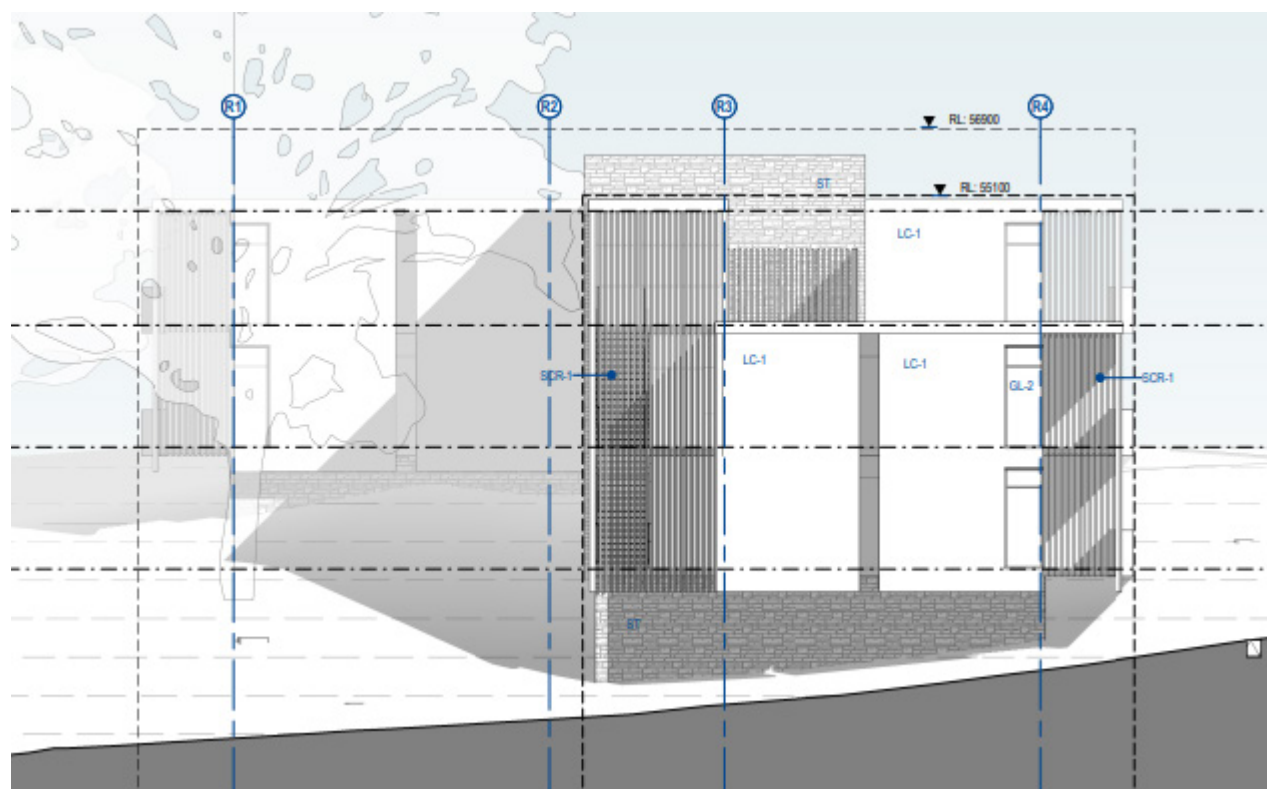 R1
R2
R3
R4
RL: 56900
ST
RL: 55100
LC-1
LC-1
LC-1
SCR-1
GL-2
SCR-1
ST